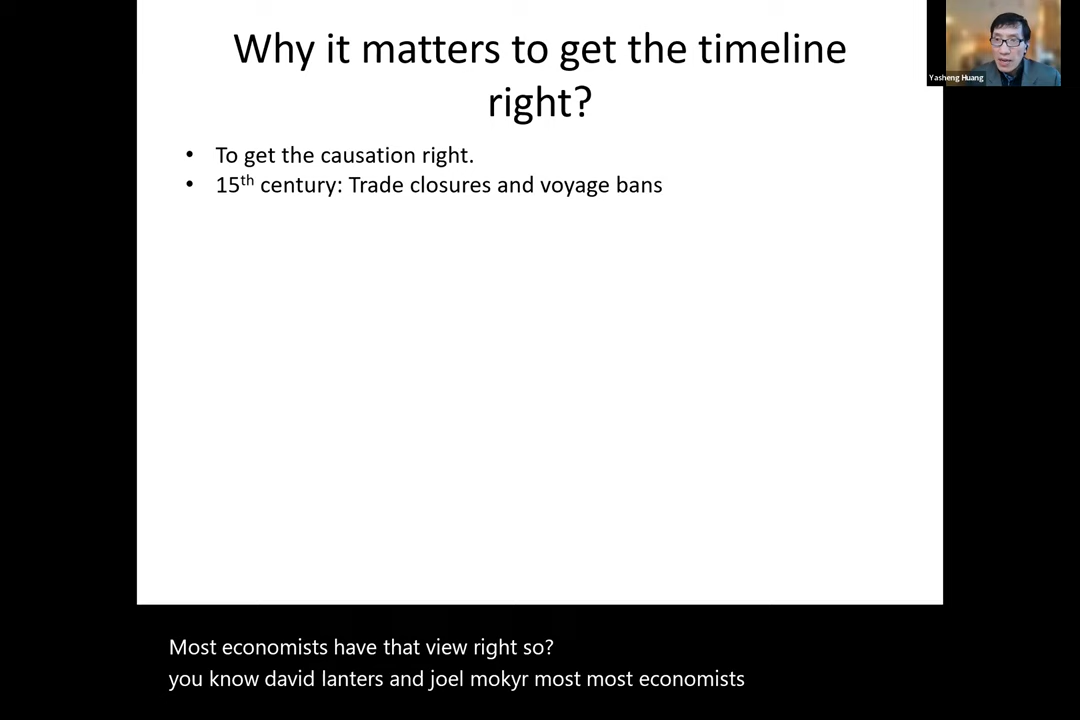 Why it matters to get the timeline
right?
• To get the causation right.
• 15th century: Trade closures and voyage bans
Yasheng Huang
Most economists have that view right so?
you know david lanters and joel mokyr most most economists